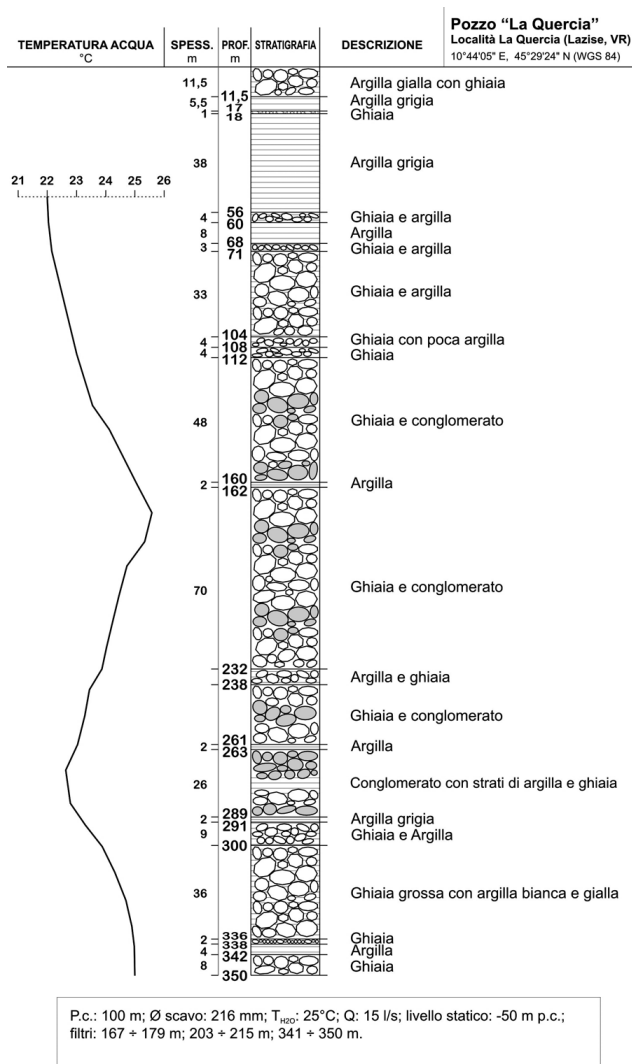 Pozzo “La Quercia”
Località La Quercia (Lazise, VR)
10°44'05" E, 45°29'24" N (WGS 84)
TEMPERATURA ACQUA SPESS. PROF. STRATIGRAFIA DESCRIZIONE
°C m m
11,5 Argilla gialla con ghiaia
11,5
5,5 Argilla grigia
17
1 Ghiaia
18
38 Argilla grigia
21 22 23 24 25 26
56
4 Ghiaia e argilla
60
8 Argilla
68
3 Ghiaia e argilla
71
33 Ghiaia e argilla
104
4 Ghiaia con poca argilla
108
4 Ghiaia
112
48 Ghiaia e conglomerato
160
2 Argilla
162
70 Ghiaia e conglomerato
232
Argilla e ghiaia
238
Ghiaia e conglomerato
261
2 Argilla
263
26 Conglomerato con strati di argilla e ghiaia
289
2 Argilla grigia
291
9 Ghiaia e Argilla
300
36 Ghiaia grossa con argilla bianca e gialla
336
2 Ghiaia
338
4 Argilla
342
8 Ghiaia
350
P.c.: 100 m; Ø scavo: 216 mm; T H2O: 25°C; Q: 15 l/s; livello statico: -50 m p.c.;
filtri: 167 ÷ 179 m; 203 ÷ 215 m; 341 ÷ 350 m.